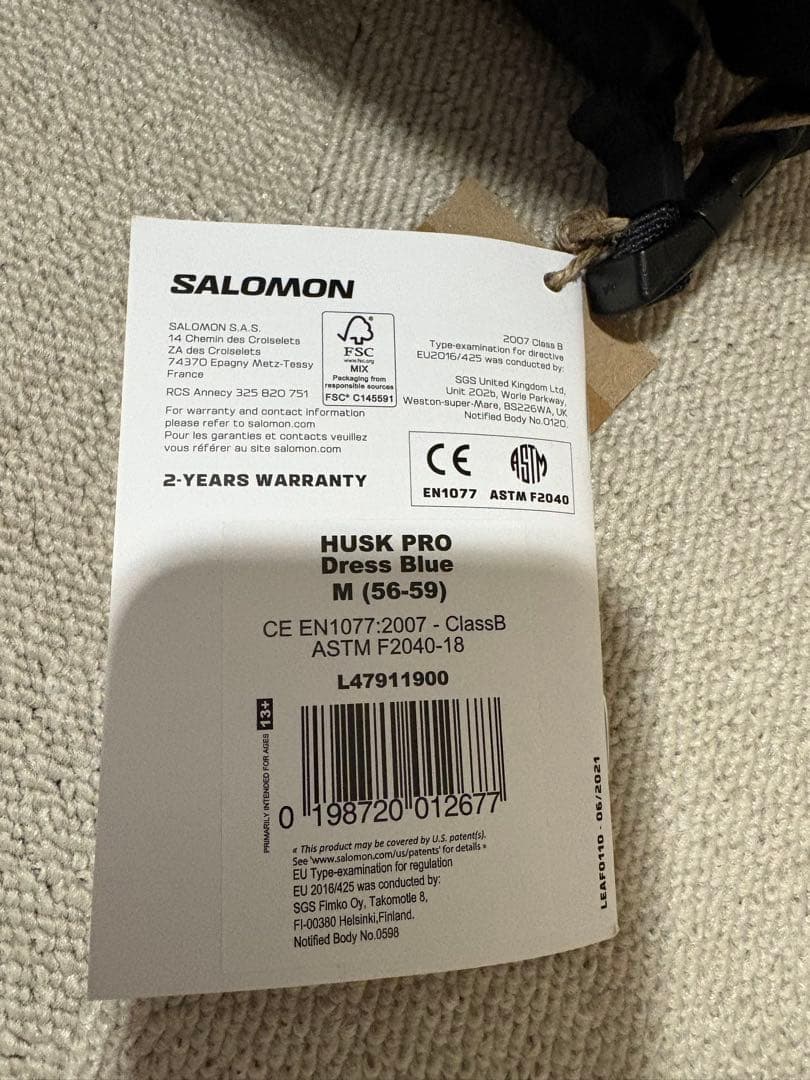 SALOMON
SALOMON S.A.S.
14 Chemin des Croiselets
ZA des Croiselets
74370 Epagny Metz-Tessy
France
RCS Annecy 325 820 751
For warranty and contact information
please refer to salomon.com
Pour les garanties et contacts veuillez
vous référer au site salomon.com
2-YEARS WARRANTY
®
FSC
www.fsc.org
MIX
Packaging from
responsible sources
FSC® C145591
2007 Class B
Type-examination for directive
EU2016/425 was conducted by:
SGS United Kingdom Ltd,
Unit 202b, Worle Parkway,
Weston-super-Mare, BS226WA, UK
Notified Body No.0120.
CE ASTM
EN1077 ASTM F2040
HUSK PRO
Dress Blue
M (56-59)
CE EN1077:2007 - ClassB
ASTM F2040-18
L47911900
PRIMARILY INTENDED FOR AGES 13+
0 198720 012677
« This product may be covered by U.S. patent(s).
See 'www.salomon.com/us/patents' for details »
EU Type-examination for regulation
EU 2016/425 was conducted by:
SGS Fimko Oy, Takomotie 8,
FI-00380 Helsinki,Finland.
Notified Body No.0598
LEAF0110 - 06/2021